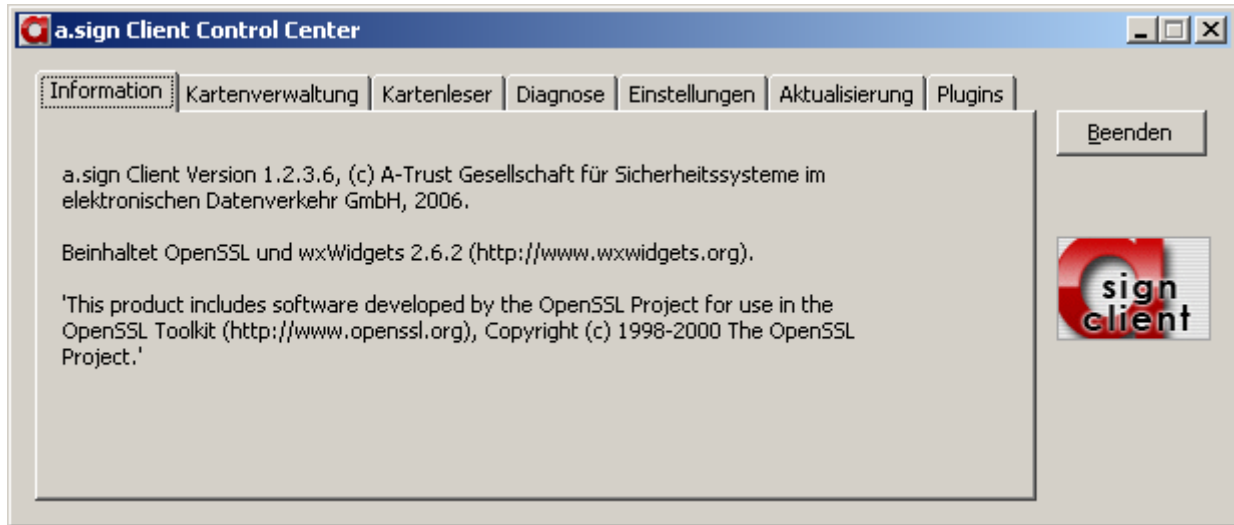 a.sign Client Control Center
Information Kartenverwaltung Kartenleser Diagnose Einstellungen Aktualisierung Plugins
Beenden
a.sign Client Version 1.2.3.6, (c) A-Trust Gesellschaft für Sicherheitssysteme im
elektronischen Datenverkehr GmbH, 2006.
Beinhaltet OpenSSL und wxWidgets 2.6.2 (http://www.wxwidgets.org).
'This product includes software developed by the OpenSSL Project for use in the
OpenSSL Toolkit (http://www.openssl.org), Copyright (c) 1998-2000 The OpenSSL
Project.'
a
sign
client